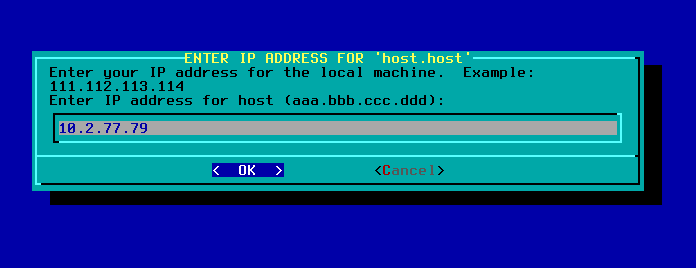 ENTER IP ADDRESS FOR 'host.host'
Enter your IP address for the local machine.  Example:
111.112.113.114
Enter IP address for host (aaa.bbb.ccc.ddd):
10.2.77.79
<  OK  > <Cancel>